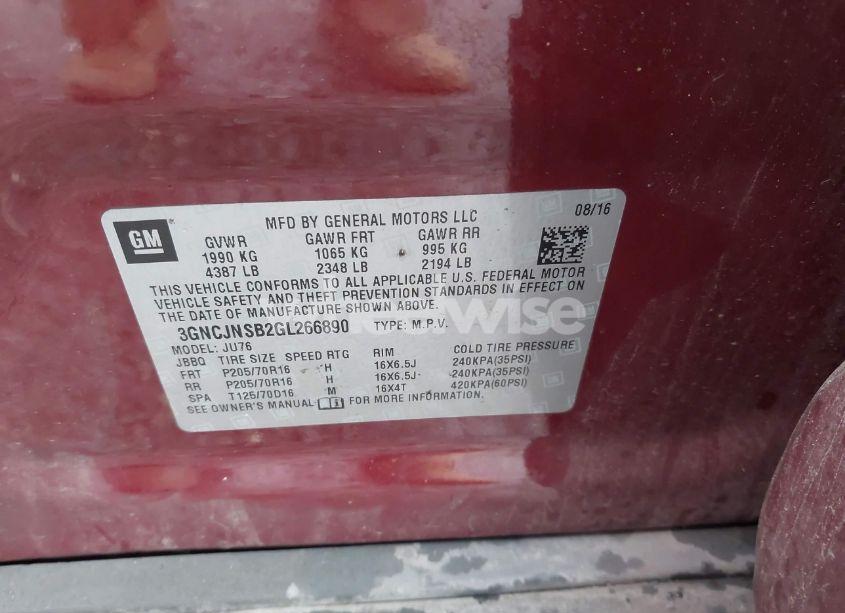 GM
MFD BY GENERAL MOTORS LLC
08/16
GVWR GAWR FRT GAWR RR
1990 KG 1065 KG 995 KG
4387 LB 2348 LB 2194 LB
THIS VEHICLE CONFORMS TO ALL APPLICABLE U.S. FEDERAL MOTOR
VEHICLE SAFETY AND THEFT PREVENTION STANDARDS IN EFFECT ON
THE DATE OF MANUFACTURE SHOWN ABOVE.
3GNCJNSB2GL266890 TYPE: M.P.V.
MODEL: JU76
JBBQ TIRE SIZE SPEED RTG RIM COLD TIRE PRESSURE
FRT P205/70R16 H 16X6.5J 240KPA(35PSI)
RR P205/70R16 H 16X6.5J 240KPA(35PSI)
SPA T125/70D16 M 16X4T 420KPA(60PSI)
SEE OWNER'S MANUAL FOR MORE INFORMATION.